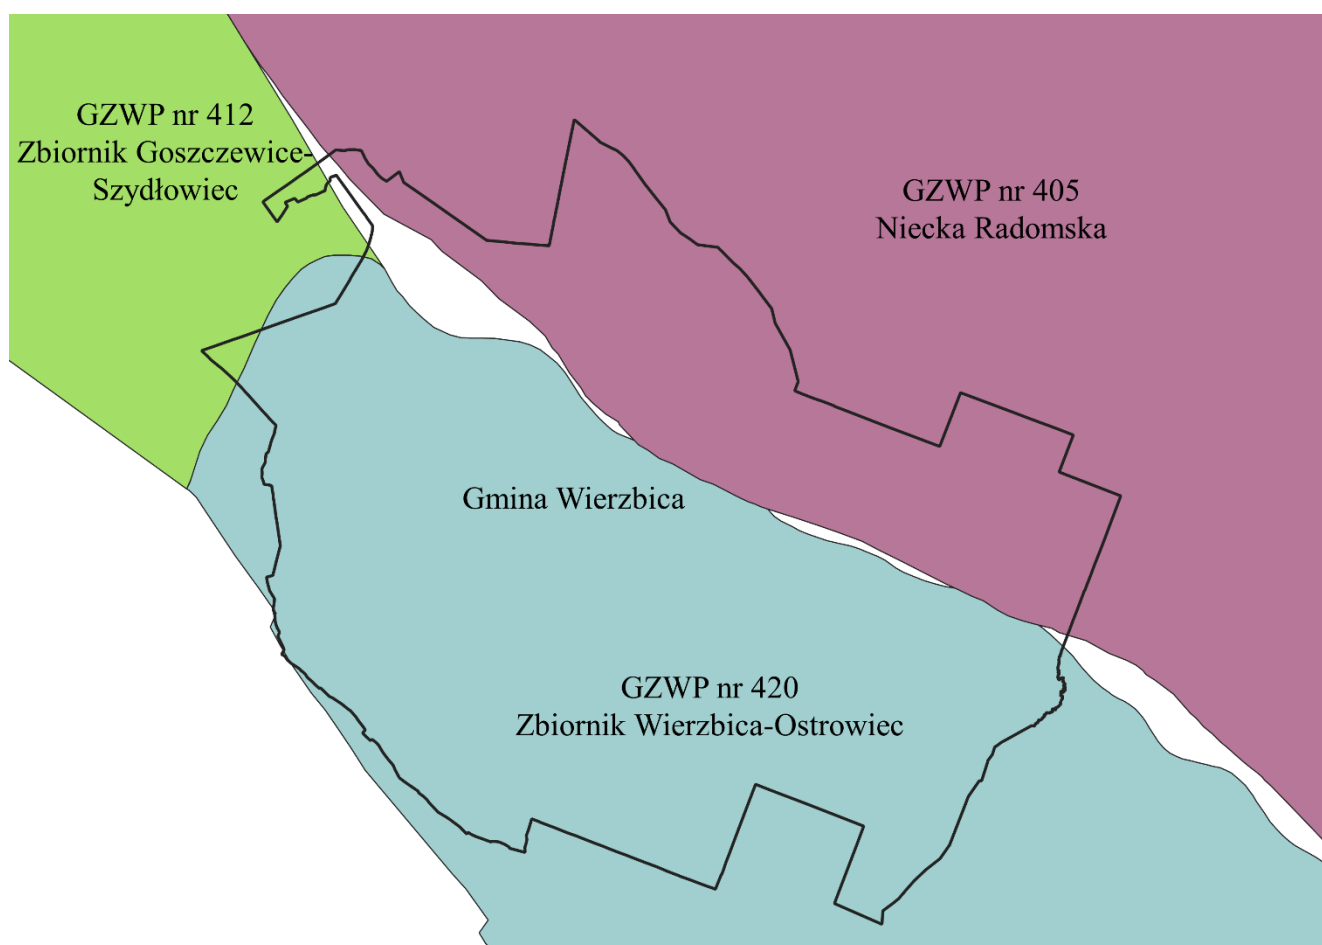 GZWP nr 412
Zbiornik Goszczewice-
Szydłowiec
GZWP nr 405
Niecka Radomska
Gmina Wierzbica
GZWP nr 420
Zbiornik Wierzbica-Ostrowiec